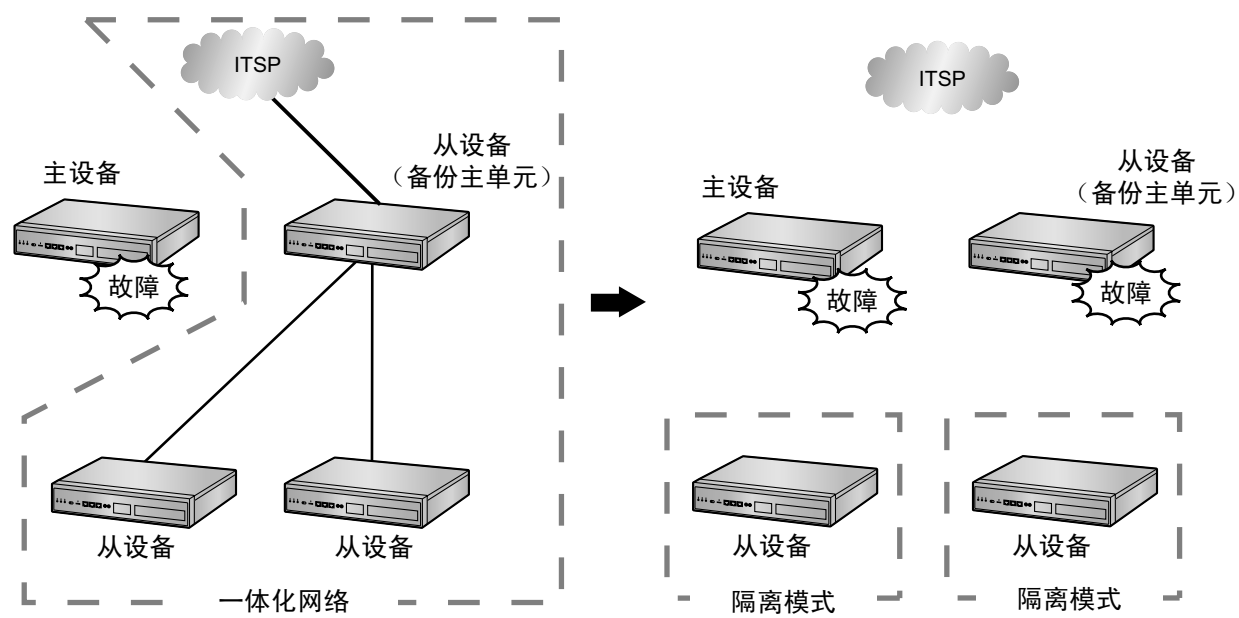 ITSP
从设备
（备份主单元）
主设备
故障
从设备
从设备
一体化网络
ITSP
从设备
（备份主单元）
主设备
故障
故障
从设备
从设备
隔离模式
隔离模式